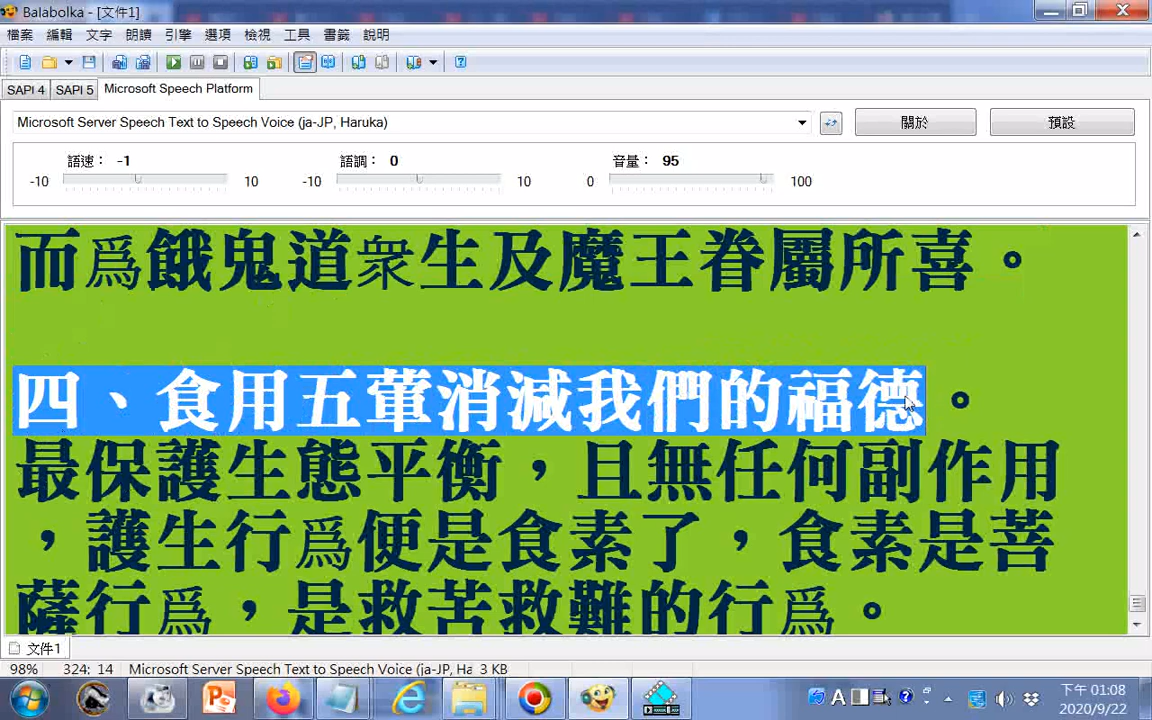 Balabolka - [文件1]
檔案 編輯 文字 朗讀 引擎 選項 檢視 工具 書籤 說明
SAPI 4 SAPI 5 Microsoft Speech Platform
Microsoft Server Speech Text to Speech Voice (ja-JP, Haruka) 關於 預設
語速： -1 語調： 0 音量： 95
-10 10 -10 10 0 100
而爲餓鬼道衆生及魔王眷屬所喜。
四、食用五葷消減我們的福德。
最保護生態平衡，且無任何副作用
，護生行爲便是食素了，食素是菩
薩行爲，是救苦救難的行爲。
文件1
98% 324: 14 Microsoft Server Speech Text to Speech Voice (ja-JP, Ha 3 KB
下午 01:08
2020/9/22